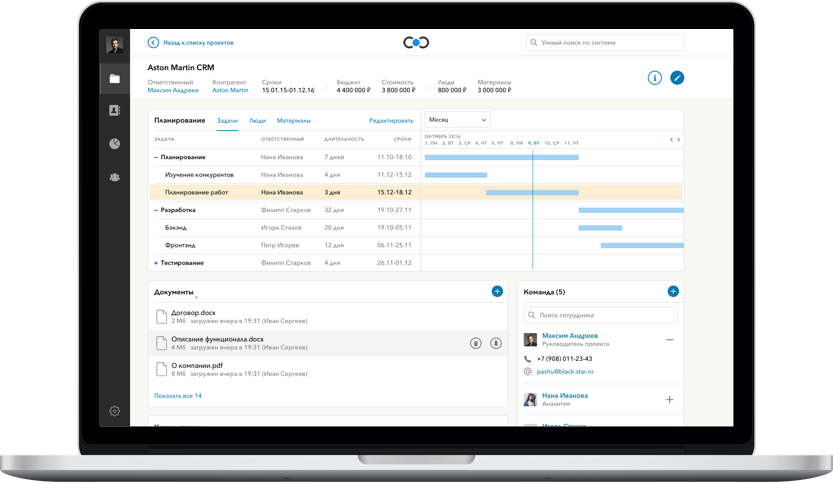 Назад к списку проектов
Умный поиск по системе
Aston Martin CRM
Ответственный Контрагент Сроки Бюджет Стоимость Люди Материалы
Максим Андреев Aston Martin 15.01.15-01.12.16 4 400 000 ₽ 3 800 000 ₽ 800 000 ₽ 3 000 000 ₽
Планирование Задачи Люди Материалы Редактировать Месяц
ОКТЯБРЬ 2016
ЗАДАЧА ОТВЕТСТВЕННЫЙ ДЛИТЕЛЬНОСТЬ СРОКИ
1, ПН 2, ВТ 3, СР 4, ЧТ 5, ПТ 8, ПН 9, ВТ 10, СР 11, ЧТ
Планирование Нана Иванова 7 дней 11.10-18.10
Изучение конкурентов Нана Иванова 4 дня 11.12-15.12
Планирование работ Нана Иванова 3 дня 15.12-18.12
Разработка Филипп Старков 32 дня 19.10-27.11
Бэкэнд Игорь Стахов 20 дня 19.10-05.11
Фронтэнд Петр Игорев 12 дня 06.11-25.11
Тестирование Филипп Старков 4 дня 26.11-01.12
Документы
Договор.docx
2 Мб загружен вчера в 19:31 (Иван Сергеев)
Описание функционала.docx
4 Мб загружен вчера в 19:31 (Иван Сергеев)
О компании.pdf
8 Мб загружен вчера в 19:31 (Иван Сергеев)
Показать все 14
Команда (5)
Поиск сотрудника
Максим Андреев
Руководитель проекта
+7 (908) 011-23-43
pashu@black-star.ru
Нана Иванова
Аналитик